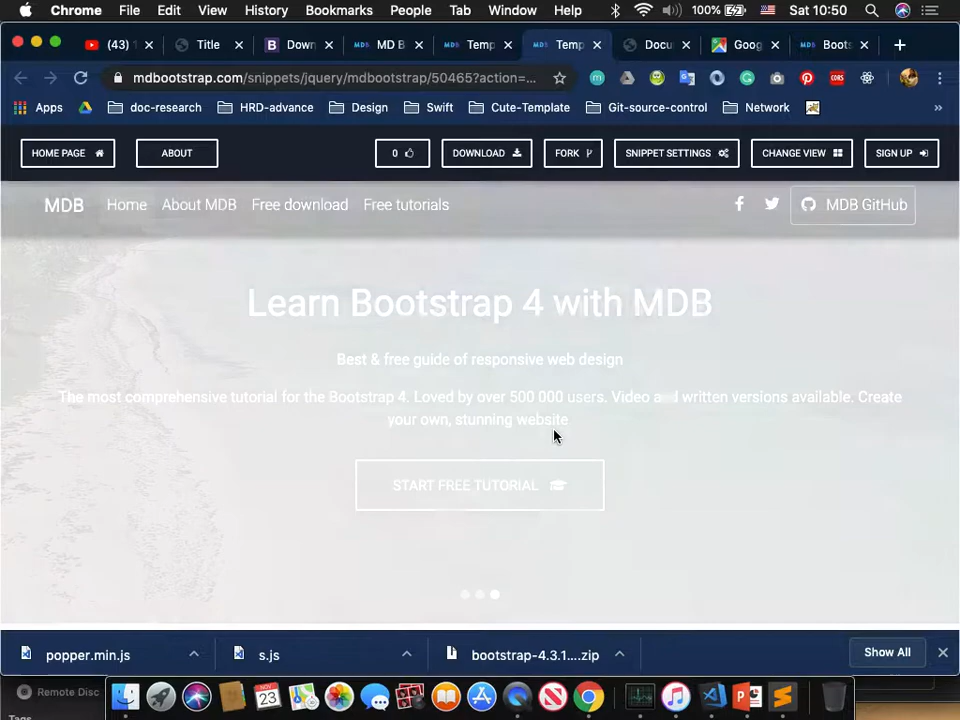 Chrome File Edit View History Bookmarks People Tab Window Help 100% Sat 10:50
(43) Title Down MD B Temp Temp Docu Goog Boots
mdbootstrap.com/snippets/jquery/mdbootstrap/50465?action=...
Apps doc-research HRD-advance Design Swift Cute-Template Git-source-control Network »
HOME PAGE ABOUT 0 DOWNLOAD FORK SNIPPET SETTINGS CHANGE VIEW SIGN UP
MDB Home About MDB Free download Free tutorials MDB GitHub
Learn Bootstrap 4 with MDB
Best & free guide of responsive web design
The most comprehensive tutorial for the Bootstrap 4. Loved by over 500 000 users. Video a d written versions available. Create
your own, stunning website
START FREE TUTORIAL
popper.min.js s.js bootstrap-4.3.1....zip Show All
Remote Disc
NOV 23
Tags